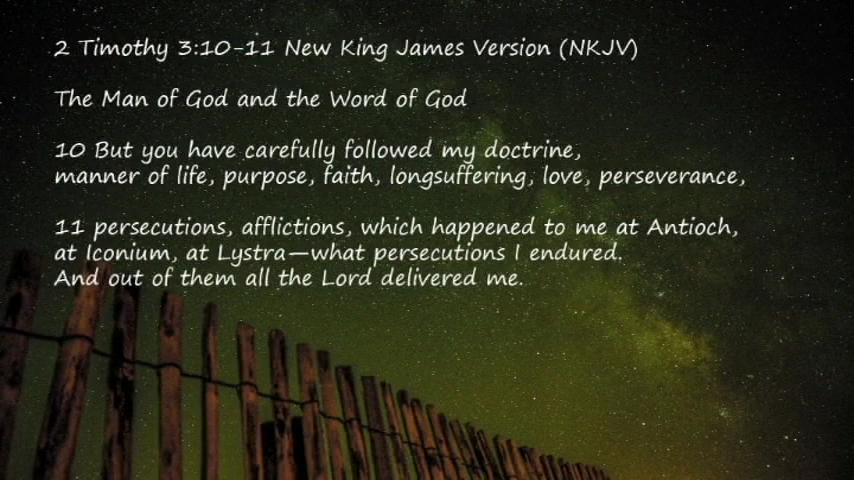 2 Timothy 3:10-11 New King James Version (NKJV)
The Man of God and the Word of God
10 But you have carefully followed my doctrine,
manner of life, purpose, faith, longsuffering, love, perseverance,
11 persecutions, afflictions, which happened to me at Antioch,
at Iconium, at Lystra—what persecutions I endured.
And out of them all the Lord delivered me.